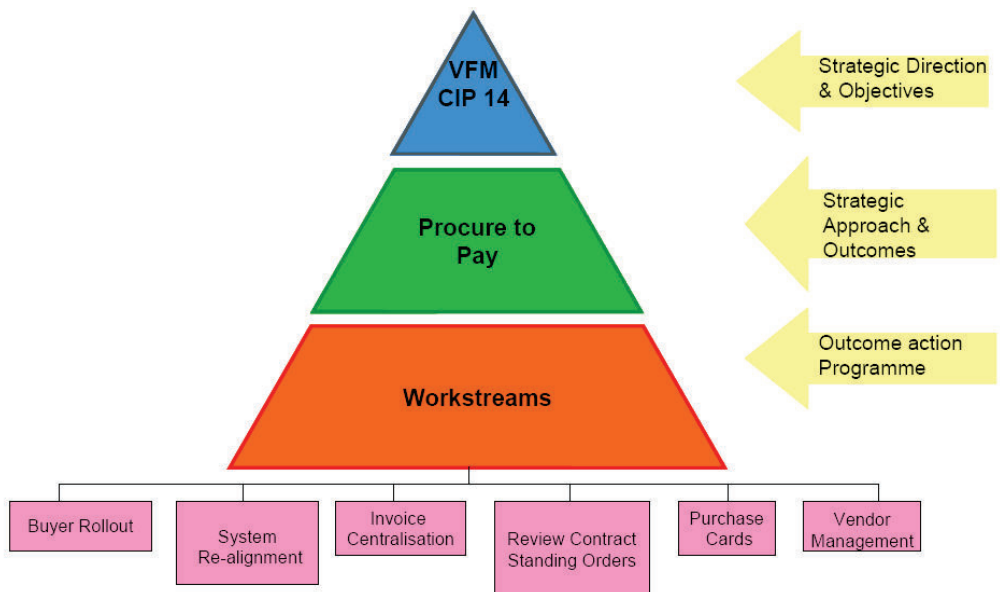 VFM
CIP 14
Strategic Direction
& Objectives
Procure to
Pay
Strategic
Approach &
Outcomes
Workstreams
Outcome action
Programme
Buyer Rollout
System
Re-alignment
Invoice
Centralisation
Review Contract
Standing Orders
Purchase
Cards
Vendor
Management